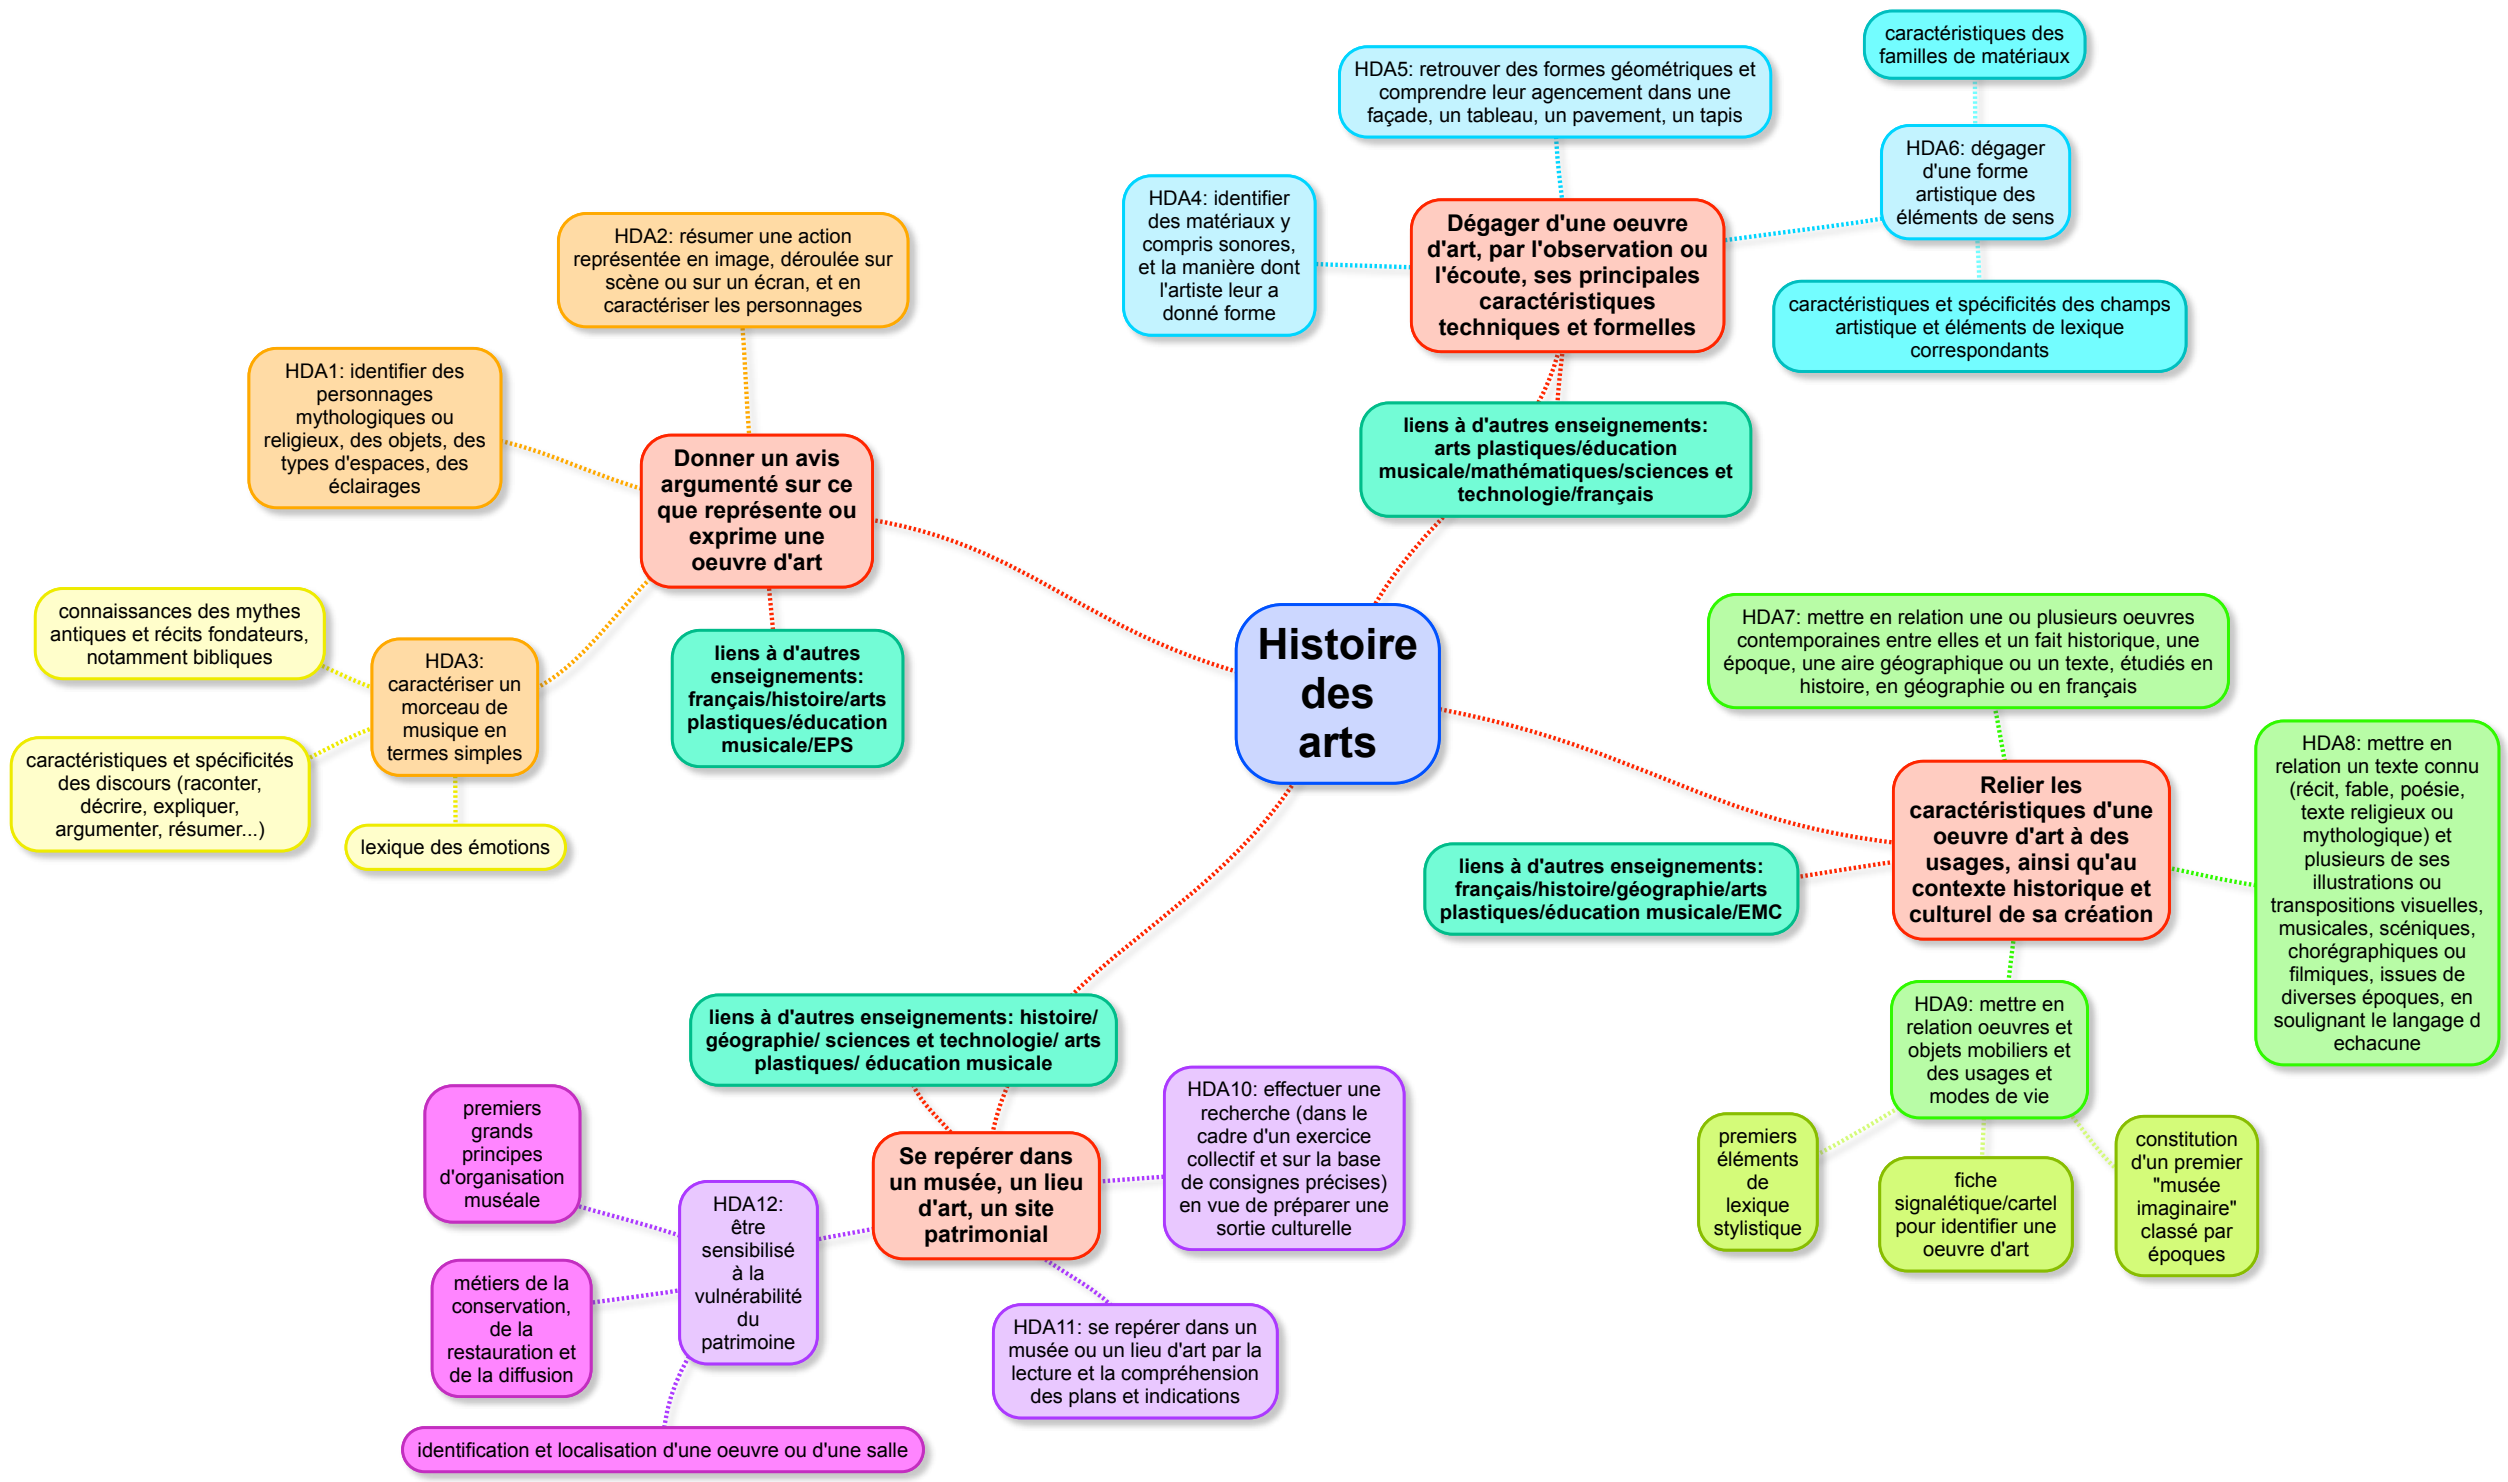 Histoire
des
arts
Donner un avis
argumenté sur ce
que représente ou
exprime une
oeuvre d'art
HDA1: identifier des
personnages
mythologiques ou
religieux, des objets, des
types d'espaces, des
éclairages
HDA2: résumer une action
représentée en image, déroulée sur
scène ou sur un écran, et en
caractériser les personnages
HDA3:
caractériser un
morceau de
musique en
termes simples
connaissances des mythes
antiques et récits fondateurs,
notamment bibliques
caractéristiques et spécificités
des discours (raconter,
décrire, expliquer,
argumenter, résumer...)
lexique des émotions
liens à d'autres
enseignements:
français/histoire/arts
plastiques/éducation
musicale/EPS
Dégager d'une oeuvre
d'art, par l'observation ou
l'écoute, ses principales
caractéristiques
techniques et formelles
HDA4: identifier
des matériaux y
compris sonores,
et la manière dont
l'artiste leur a
donné forme
HDA5: retrouver des formes géométriques et
comprendre leur agencement dans une
façade, un tableau, un pavement, un tapis
HDA6: dégager
d'une forme
artistique des
éléments de sens
caractéristiques des
familles de matériaux
caractéristiques et spécificités des champs
artistique et éléments de lexique
correspondants
liens à d'autres enseignements:
arts plastiques/éducation
musicale/mathématiques/sciences et
technologie/français
Relier les
caractéristiques d'une
oeuvre d'art à des
usages, ainsi qu'au
contexte historique et
culturel de sa création
HDA7: mettre en relation une ou plusieurs oeuvres
contemporaines entre elles et un fait historique, une
époque, une aire géographique ou un texte, étudiés en
histoire, en géographie ou en français
HDA8: mettre en
relation un texte connu
(récit, fable, poésie,
texte religieux ou
mythologique) et
plusieurs de ses
illustrations ou
transpositions visuelles,
musicales, scéniques,
chorégraphiques ou
filmiques, issues de
diverses époques, en
soulignant le langage d
echacune
HDA9: mettre en
relation oeuvres et
objets mobiliers et
des usages et
modes de vie
premiers
éléments
de
lexique
stylistique
fiche
signalétique/cartel
pour identifier une
oeuvre d'art
constitution
d'un premier
"musée
imaginaire"
classé par
époques
liens à d'autres enseignements:
français/histoire/géographie/arts
plastiques/éducation musicale/EMC
liens à d'autres enseignements: histoire/
géographie/ sciences et technologie/ arts
plastiques/ éducation musicale
Se repérer dans
un musée, un lieu
d'art, un site
patrimonial
HDA10: effectuer une
recherche (dans le
cadre d'un exercice
collectif et sur la base
de consignes précises)
en vue de préparer une
sortie culturelle
HDA11: se repérer dans un
musée ou un lieu d'art par la
lecture et la compréhension
des plans et indications
HDA12:
être
sensibilisé
à la
vulnérabilité
du
patrimoine
premiers
grands
principes
d'organisation
muséale
métiers de la
conservation,
de la
restauration et
de la diffusion
identification et localisation d'une oeuvre ou d'une salle